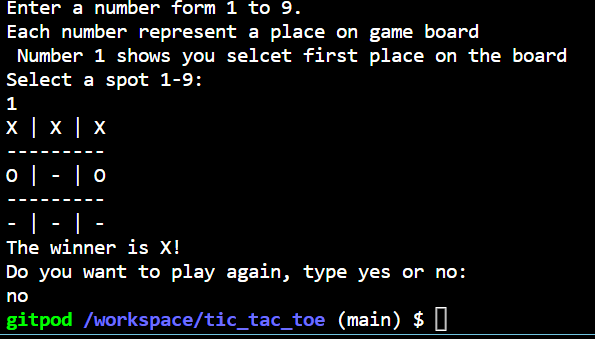 Enter a number form 1 to 9.
Each number represent a place on game board
Number 1 shows you selcet first place on the board
Select a spot 1-9:
1
X | X | X
---------
O | - | O
---------
- | - | -
The winner is X!
Do you want to play again, type yes or no:
no
gitpod /workspace/tic_tac_toe (main) $